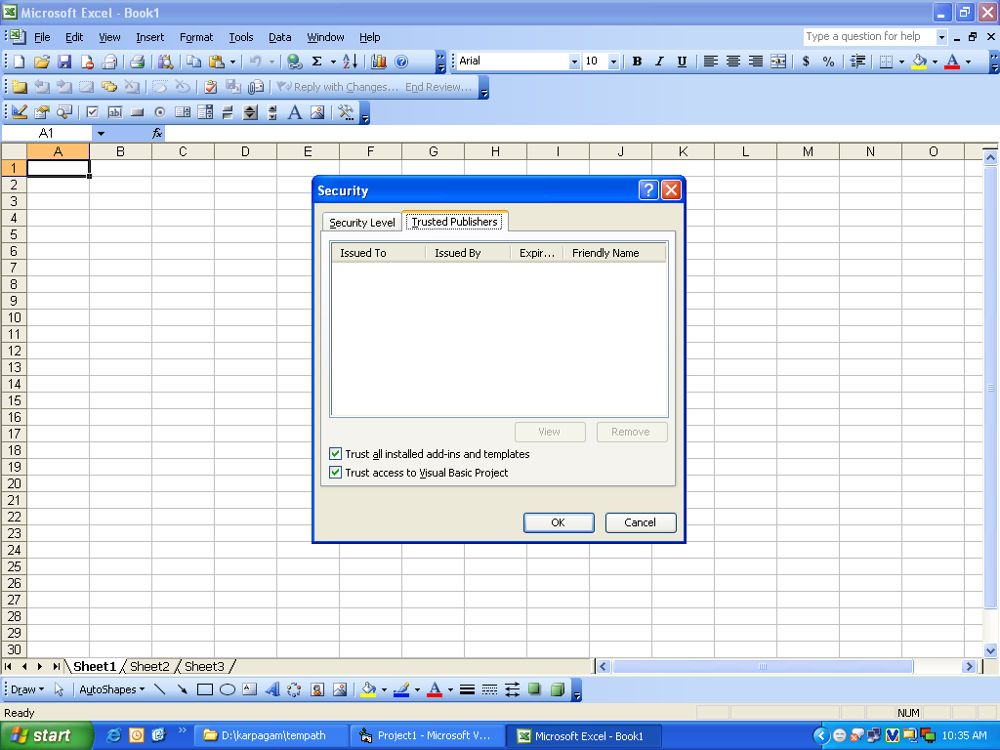 Microsoft Excel - Book1
File Edit View Insert Format Tools Data Window Help Type a question for help
Arial 10 B I U $ %
Reply with Changes... End Review...
A1 fx
A B C D E F G H I J K L M N O
1
2
3
4
5
6
7
8
9
10
11
12
13
14
15
16
17
18
19
20
21
22
23
24
25
26
27
28
29
30
Security
Security Level Trusted Publishers
Issued To Issued By Expir... Friendly Name
View Remove
Trust all installed add-ins and templates
Trust access to Visual Basic Project
OK Cancel
Sheet1 Sheet2 Sheet3
Draw AutoShapes
Ready NUM
start D:\karpagam\tempath Project1 - Microsoft V... Microsoft Excel - Book1 10:35 AM